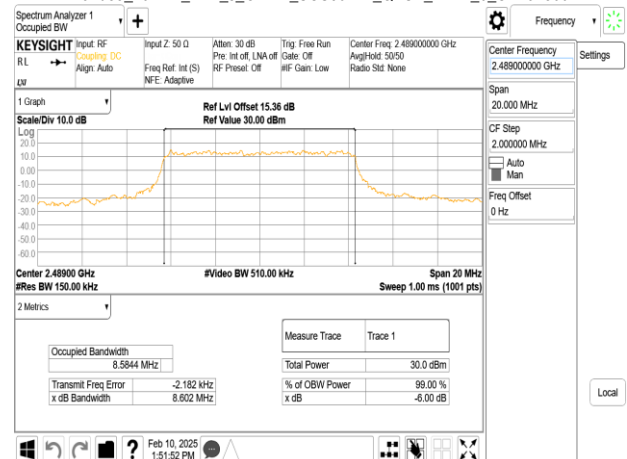 Spectrum Analyzer 1
Occupied BW
Frequency
KEYSIGHT
RL
Input: RF
Coupling: DC
Align: Auto
Input Z: 50 Ω
Freq Ref: Int (S)
NFE: Adaptive
Atten: 30 dB
Pre: Int off, LNA off
RF Presel: Off
Trig: Free Run
Gate: Off
#IF Gain: Low
Center Freq: 2.489000000 GHz
Avg|Hold: 50/50
Radio Std: None
Center Frequency
2.489000000 GHz
Settings
Span
20.000 MHz
CF Step
2.000000 MHz
Auto
Man
Freq Offset
0 Hz
1 Graph
Scale/Div 10.0 dB
Ref Lvl Offset 15.36 dB
Ref Value 30.00 dBm
Log
20.0
10.0
0.00
-10.0
-20.0
-30.0
-40.0
-50.0
-60.0
Center 2.48900 GHz
#Video BW 510.00 kHz
Span 20 MHz
#Res BW 150.00 kHz
Sweep 1.00 ms (1001 pts)
2 Metrics
Measure Trace
Trace 1
Occupied Bandwidth
8.5844 MHz
Total Power
30.0 dBm
Transmit Freq Error
-2.182 kHz
% of OBW Power
99.00 %
x dB Bandwidth
8.602 MHz
x dB
-6.00 dB
Local
?
Feb 10, 2025
1:51:52 PM